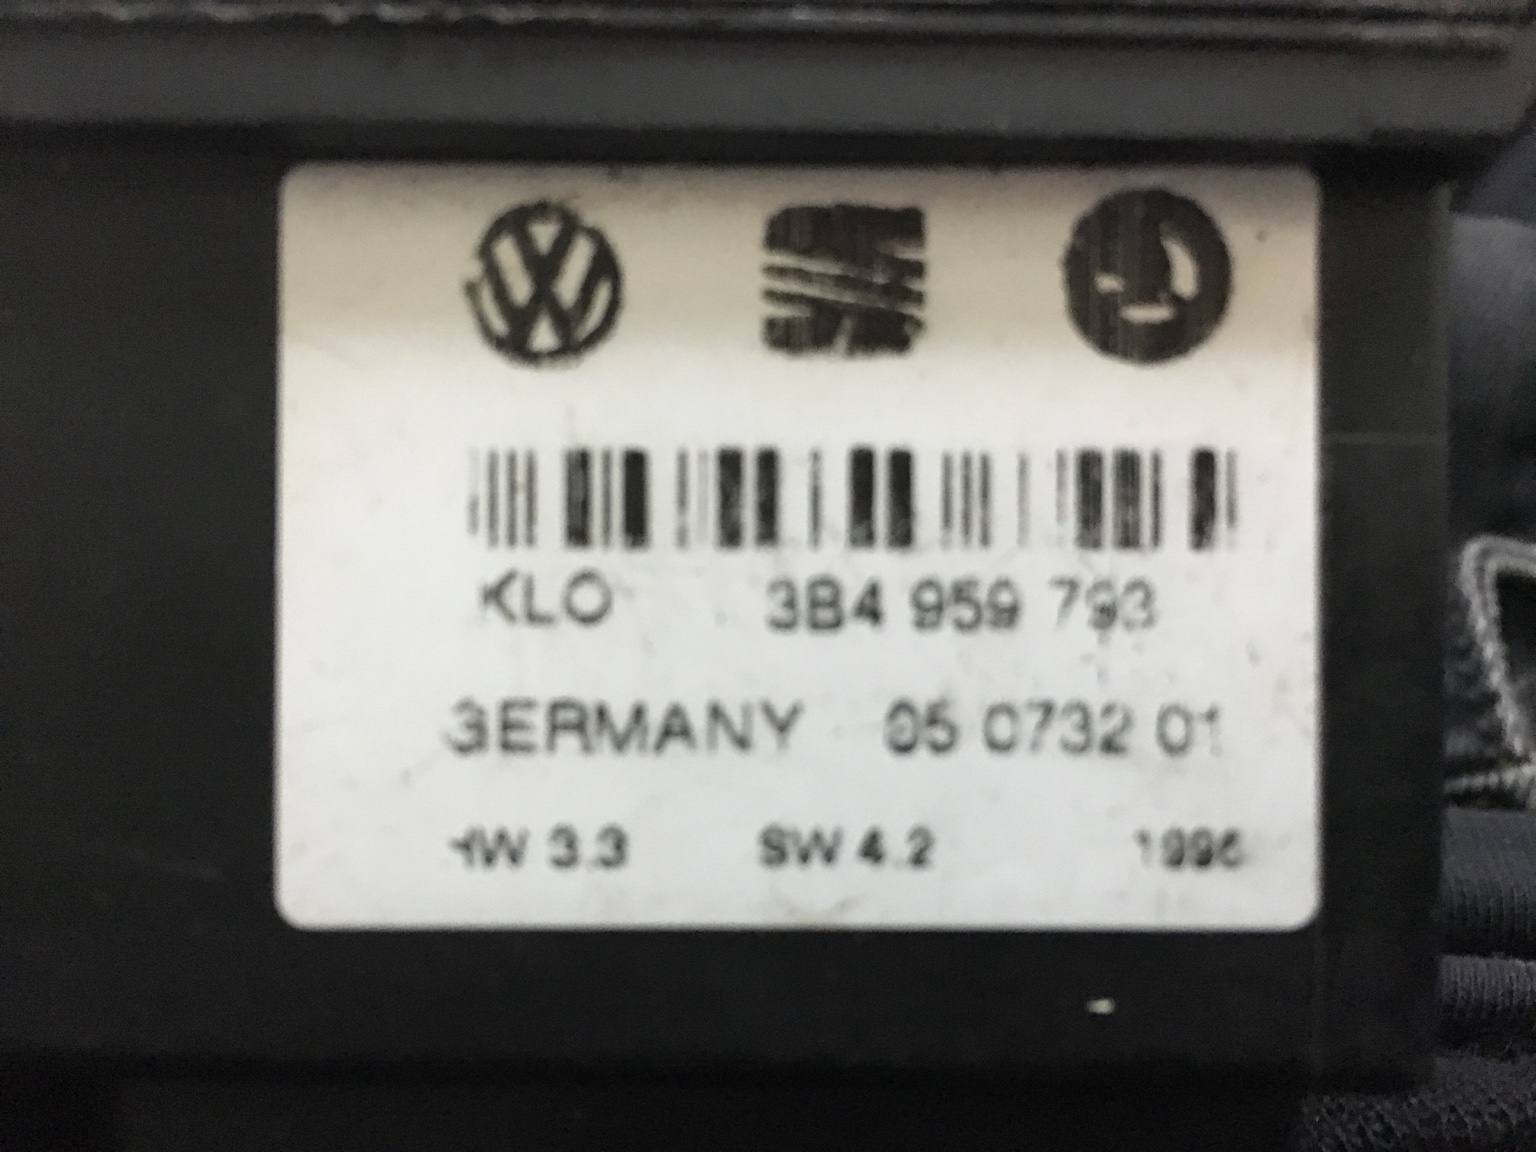 KLO 3B4 959 793
GERMANY 05 0732 01
HW 3.3 SW 4.2